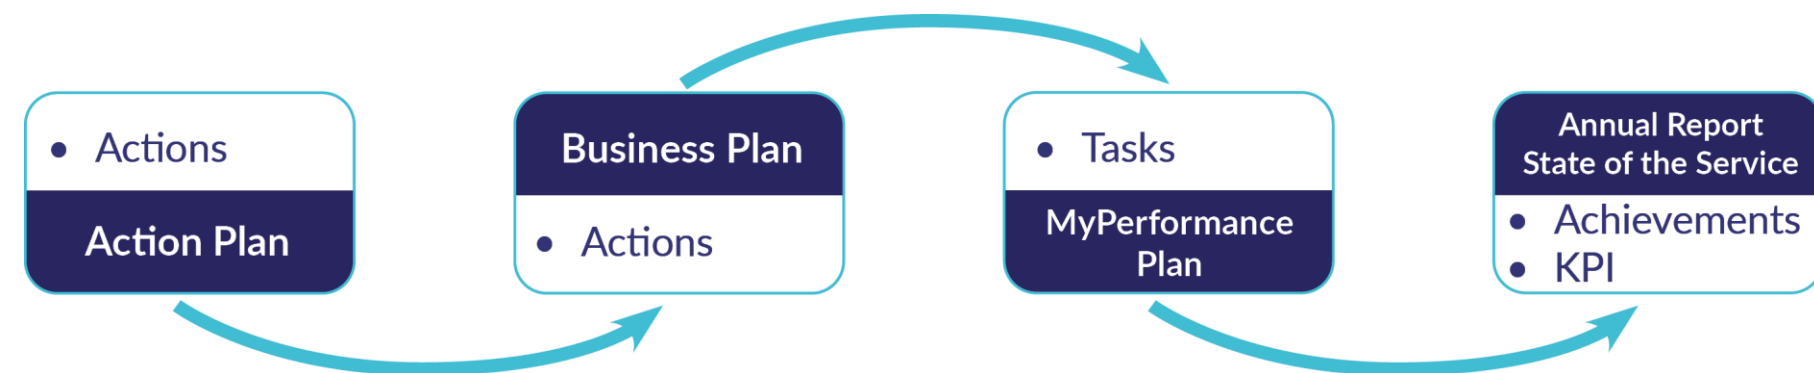 • Actions
Action Plan
Business Plan
• Actions
• Tasks
MyPerformance
Plan
Annual Report
State of the Service
• Achievements
• KPI